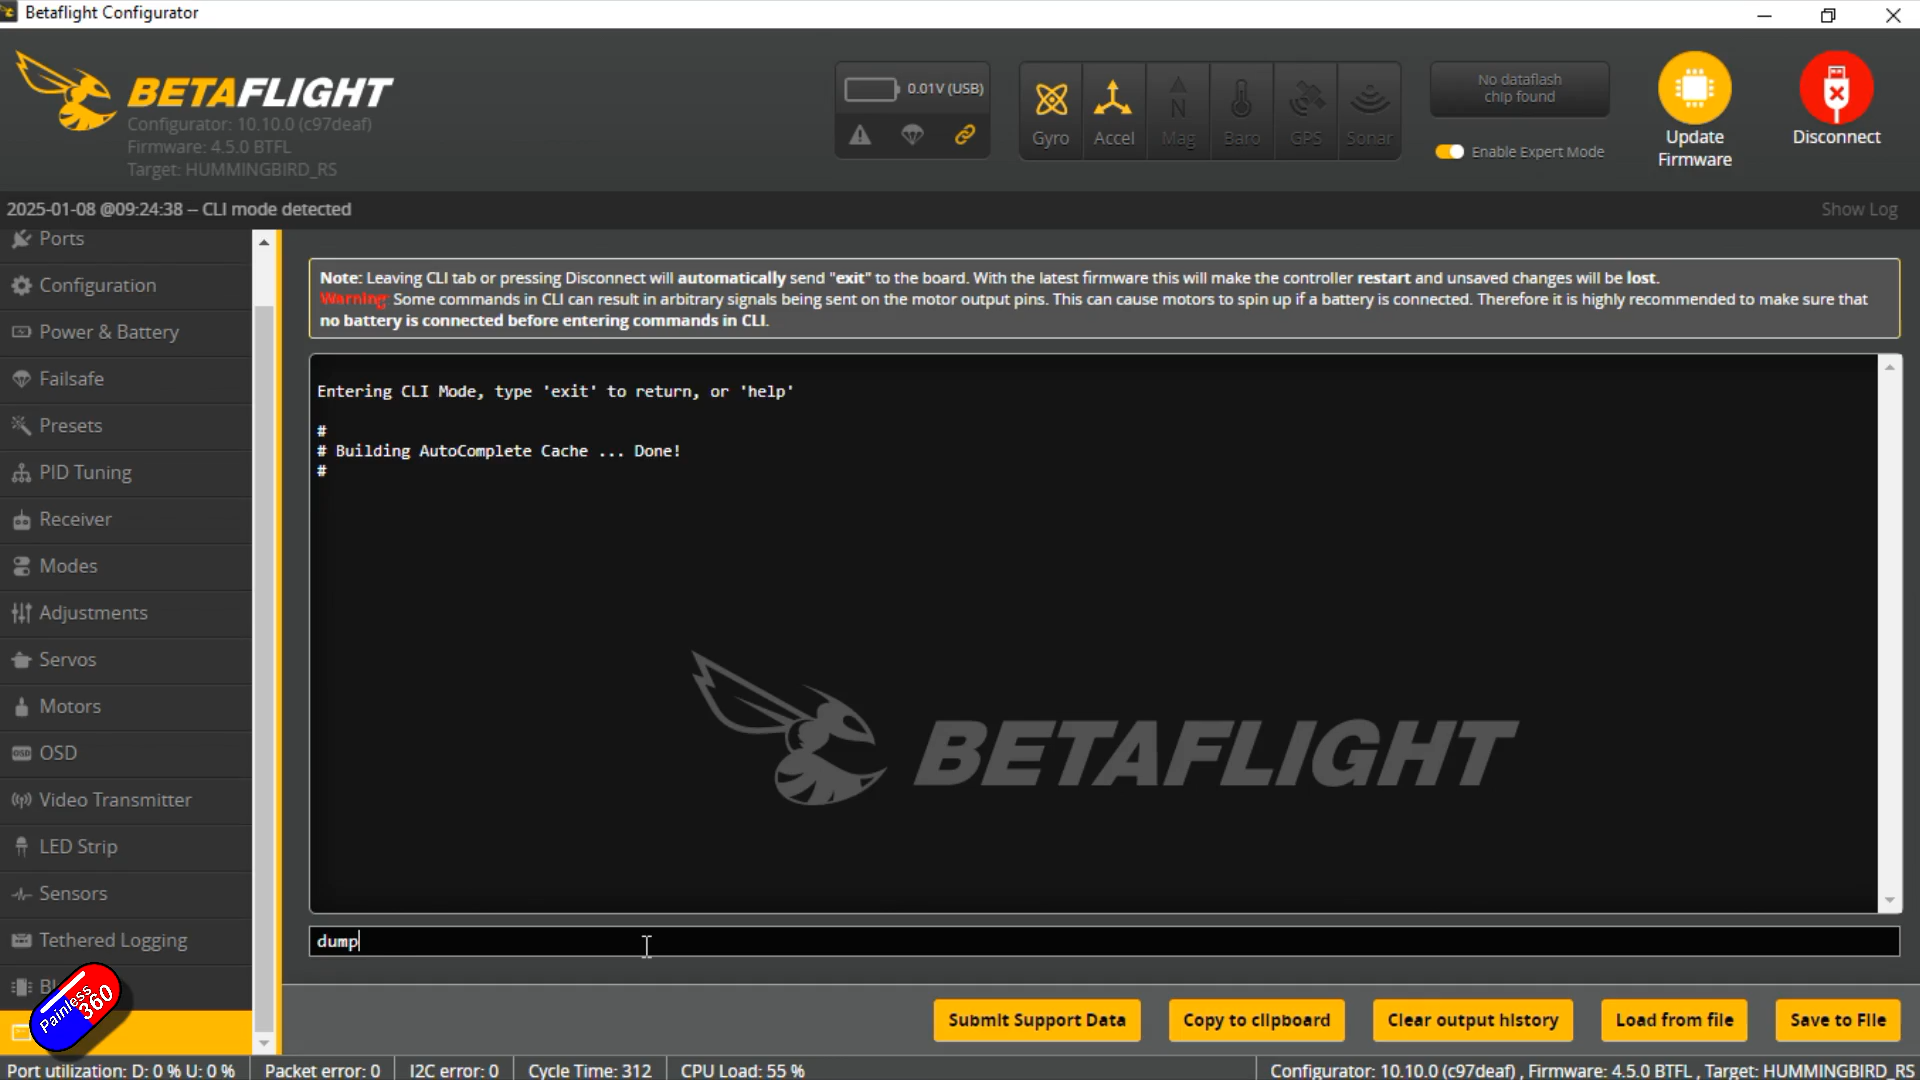 Betaflight Configurator
BETAFLIGHT
Configurator: 10.10.0 (c97deaf)
Firmware: 4.5.0 BTFL
Target: HUMMINGBIRD_RS
0.01V (USB)
Gyro
Accel
N
Mag
Baro
GPS
Sonar
No dataflash
chip found
Enable Expert Mode
Update
Firmware
Disconnect
2025-01-08 @09:24:38 – CLI mode detected
Show Log
Ports
Configuration
Power & Battery
Failsafe
Presets
PID Tuning
Receiver
Modes
Adjustments
Servos
Motors
OSD
OSD
Video Transmitter
LED Strip
Sensors
Tethered Logging
Painless
360
Note: Leaving CLI tab or pressing Disconnect will automatically send "exit" to the board. With the latest firmware this will make the controller restart and unsaved changes will be lost.
Warning: Some commands in CLI can result in arbitrary signals being sent on the motor output pins. This can cause motors to spin up if a battery is connected. Therefore it is highly recommended to make sure that
no battery is connected before entering commands in CLI.
Entering CLI Mode, type 'exit' to return, or 'help'
#
# Building AutoComplete Cache ... Done!
#
BETAFLIGHT
dump
Submit Support Data
Copy to clipboard
Clear output history
Load from file
Save to File
Port utilization: D: 0 % U: 0 %
Packet error: 0
I2C error: 0
Cycle Time: 312
CPU Load: 55 %
Configurator: 10.10.0 (c97deaf) , Firmware: 4.5.0 BTFL , Target: HUMMINGBIRD_RS